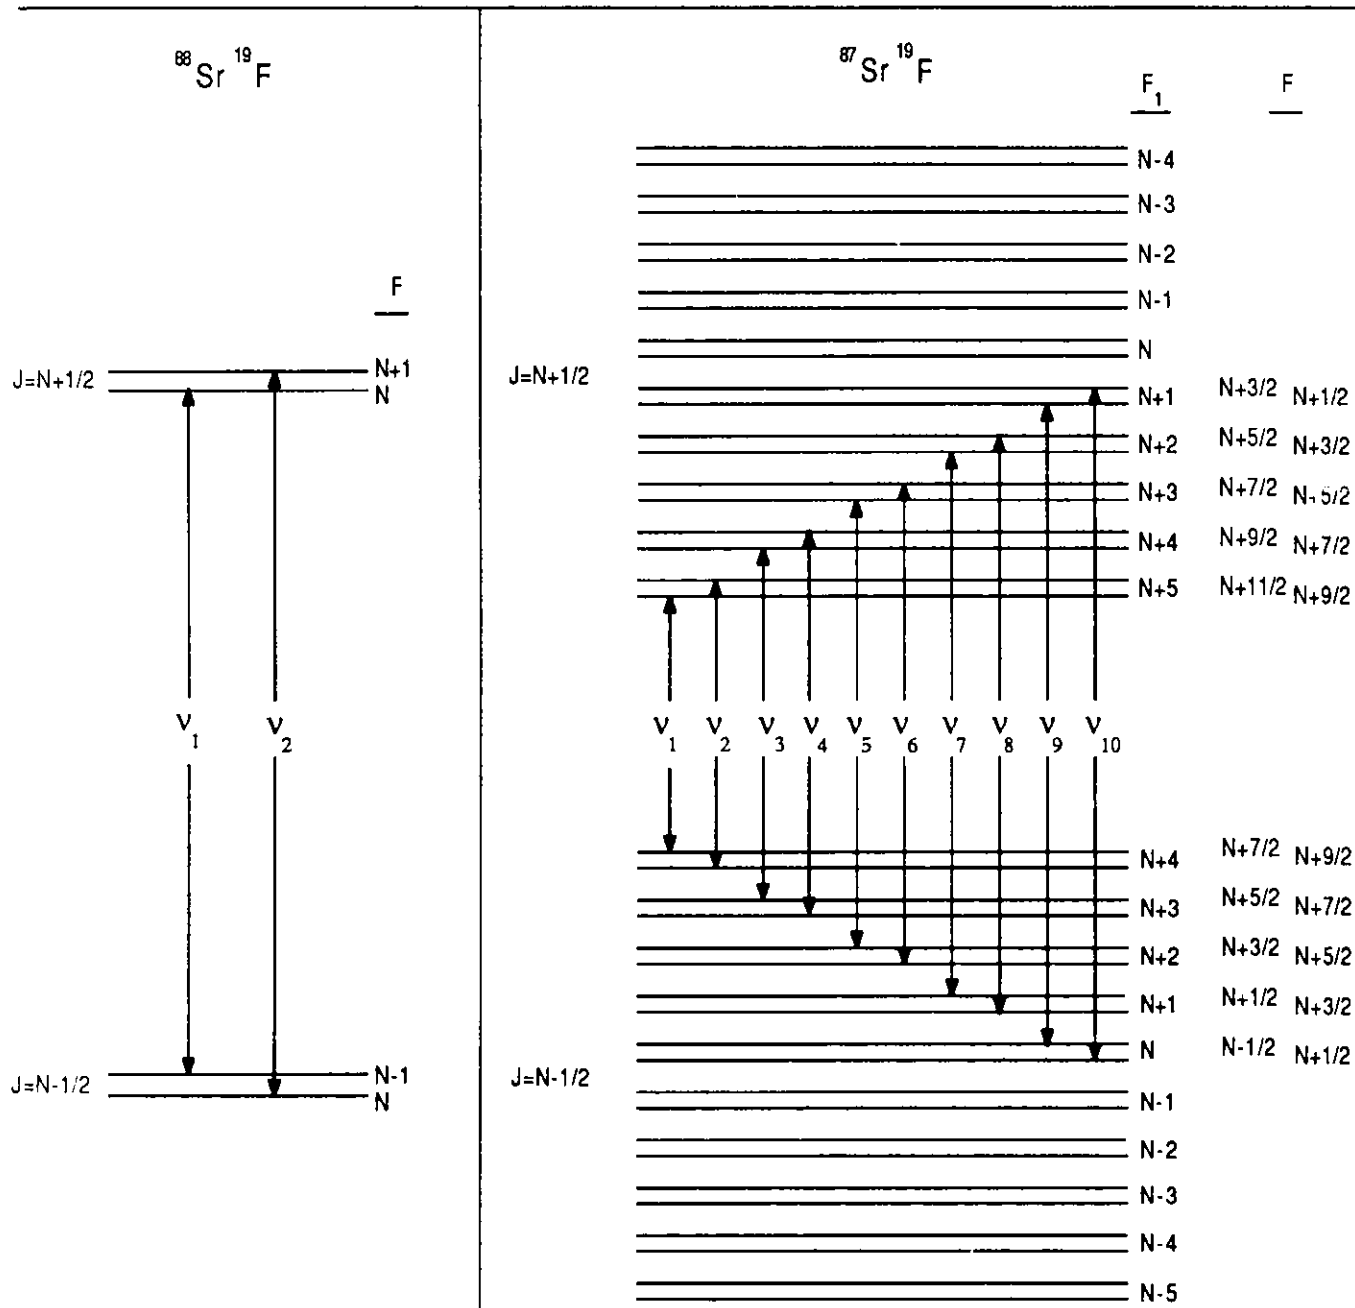 88Sr 19F
F
J=N+1/2
N+1
N
ν1
ν2
J=N-1/2
N-1
N
87Sr 19F
F1
F
N-4
N-3
N-2
N-1
N
J=N+1/2
N+1 N+3/2 N+1/2
N+2 N+5/2 N+3/2
N+3 N+7/2 N+5/2
N+4 N+9/2 N+7/2
N+5 N+11/2 N+9/2
ν1 ν2 ν3 ν4 ν5 ν6 ν7 ν8 ν9 ν10
N+4 N+7/2 N+9/2
N+3 N+5/2 N+7/2
N+2 N+3/2 N+5/2
N+1 N+1/2 N+3/2
N N-1/2 N+1/2
J=N-1/2
N-1
N-2
N-3
N-4
N-5